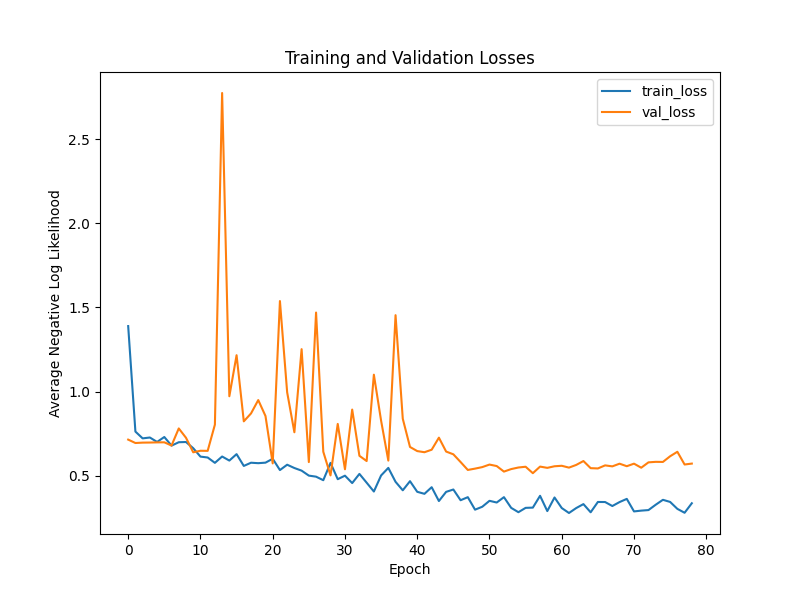 Training and Validation Losses
train_loss
val_loss
Average Negative Log Likelihood
2.5
2.0
1.5
1.0
0.5
0 10 20 30 40 50 60 70 80
Epoch